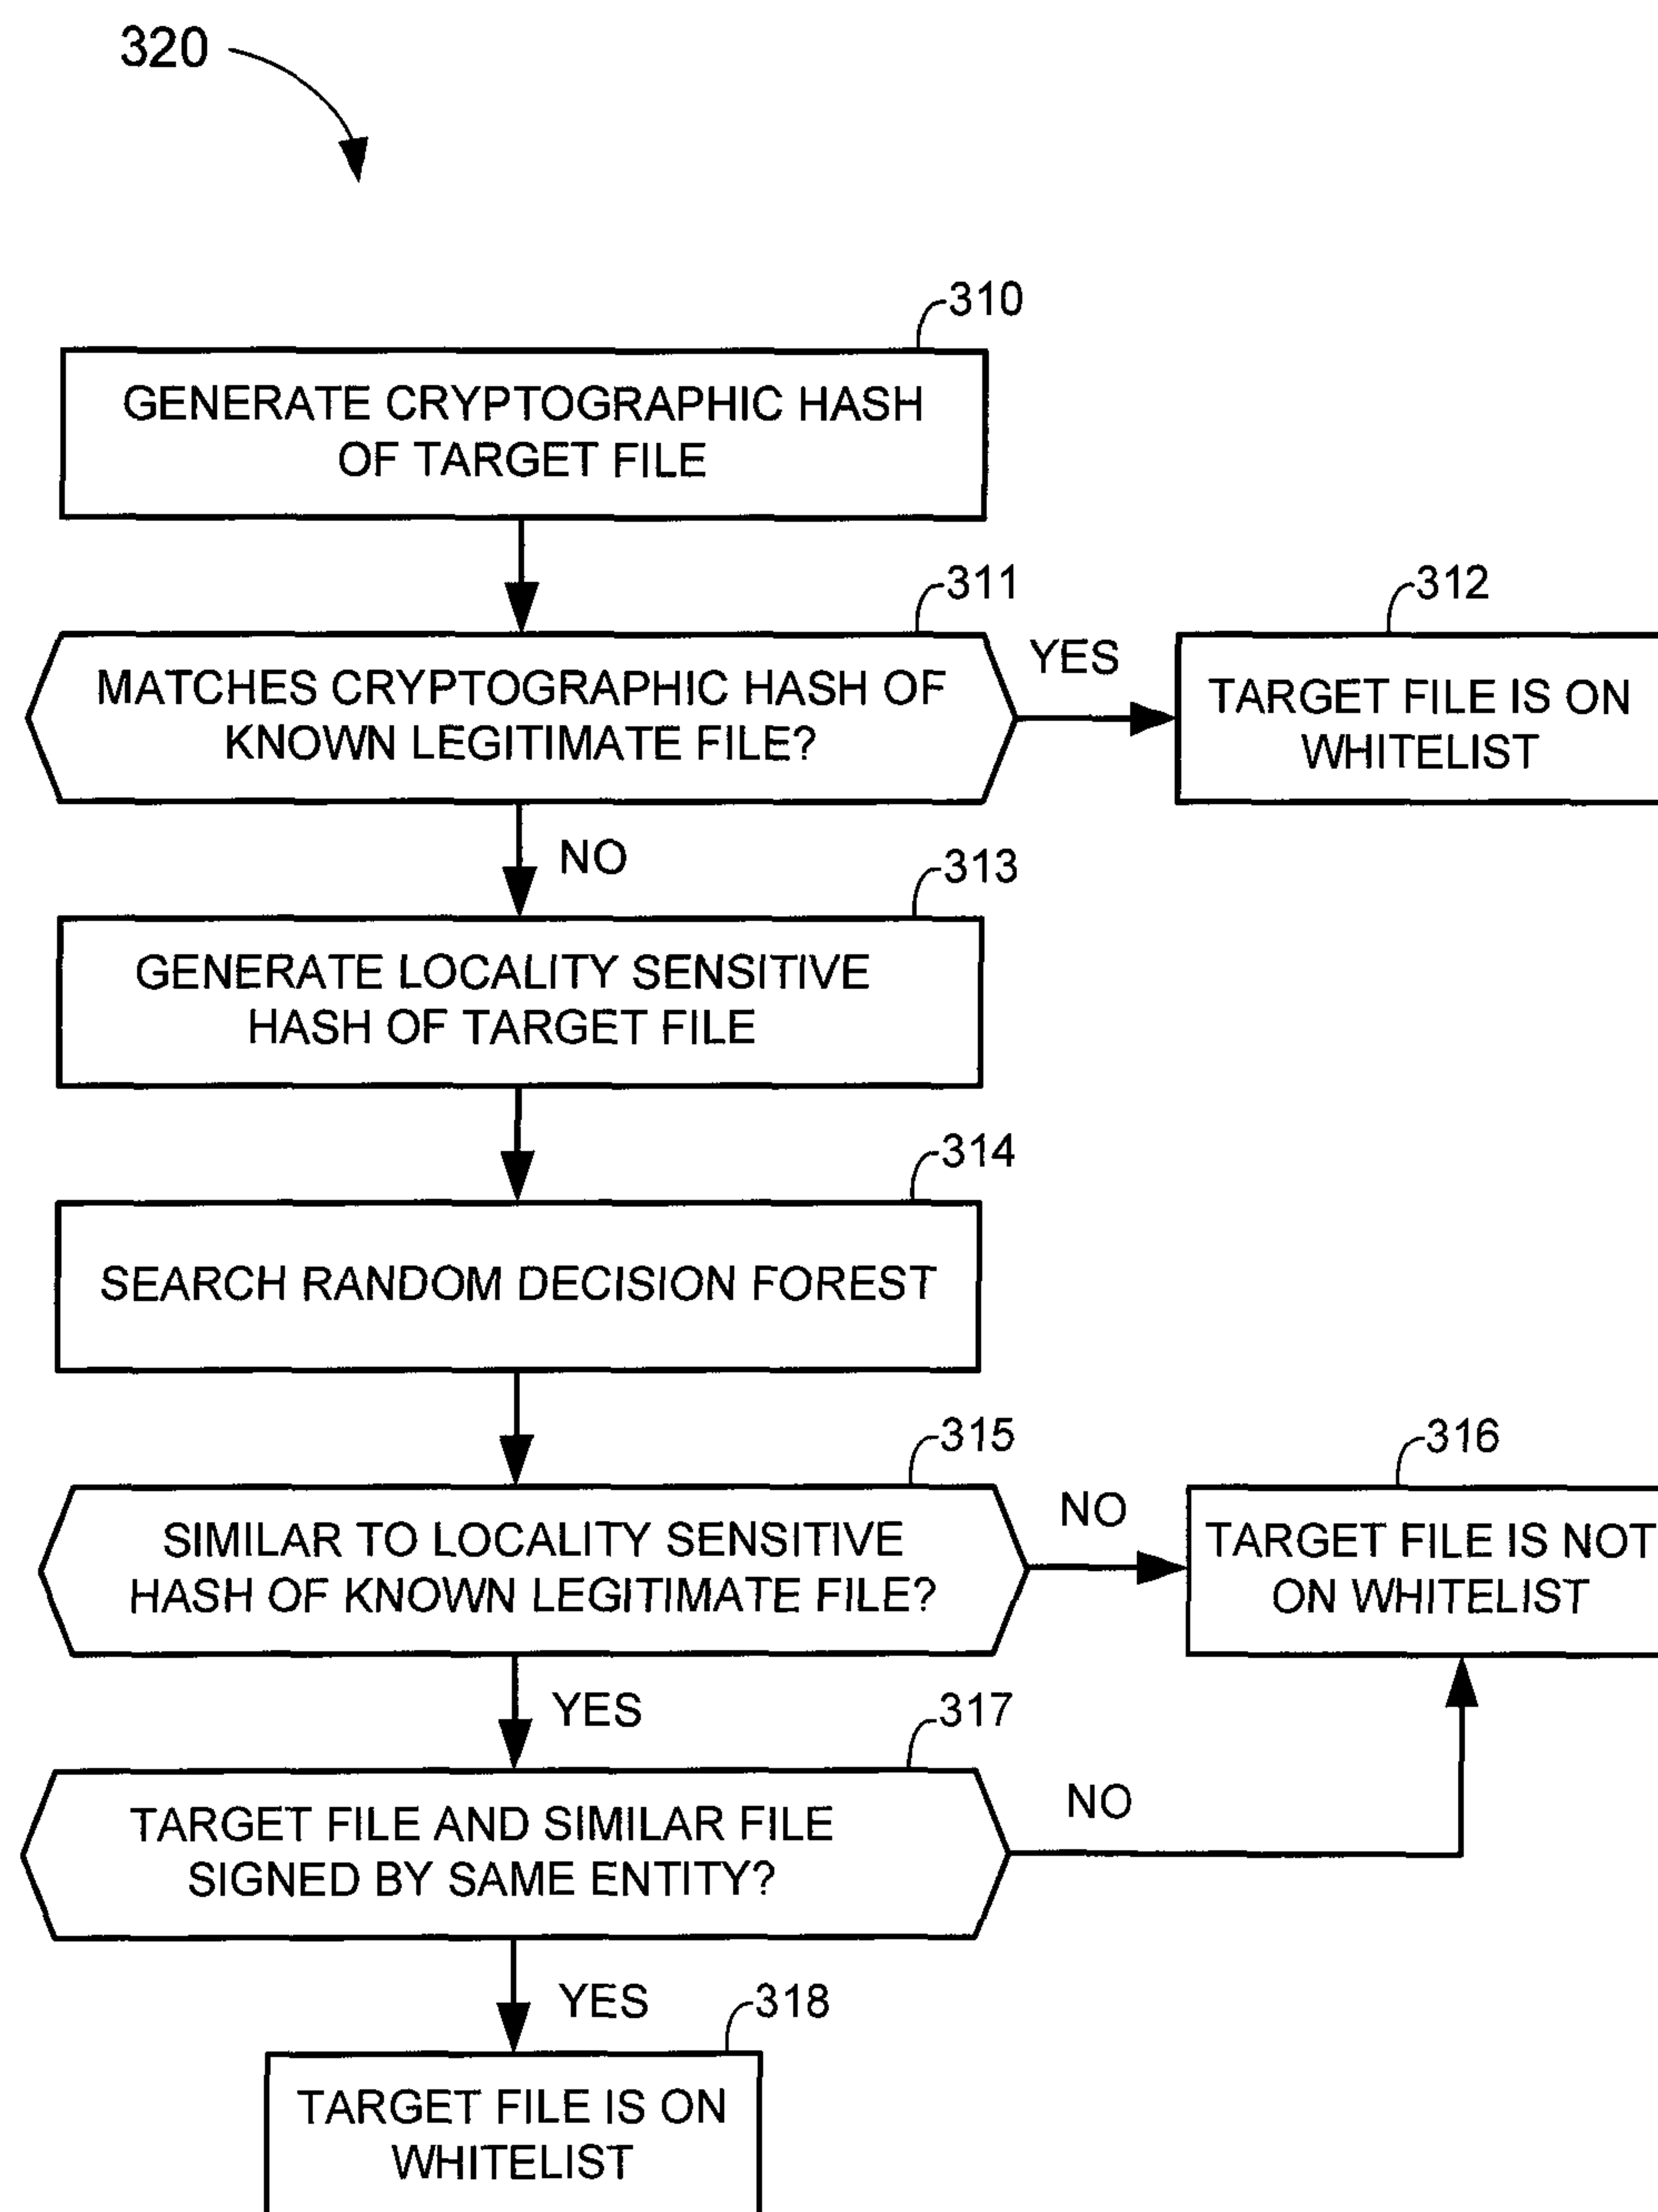 320
310
GENERATE CRYPTOGRAPHIC HASH
OF TARGET FILE
311
MATCHES CRYPTOGRAPHIC HASH OF
KNOWN LEGITIMATE FILE?
YES
312
TARGET FILE IS ON
WHITELIST
NO
313
GENERATE LOCALITY SENSITIVE
HASH OF TARGET FILE
314
SEARCH RANDOM DECISION FOREST
315
SIMILAR TO LOCALITY SENSITIVE
HASH OF KNOWN LEGITIMATE FILE?
NO
316
TARGET FILE IS NOT
ON WHITELIST
YES
317
TARGET FILE AND SIMILAR FILE
SIGNED BY SAME ENTITY?
NO
YES
318
TARGET FILE IS ON
WHITELIST